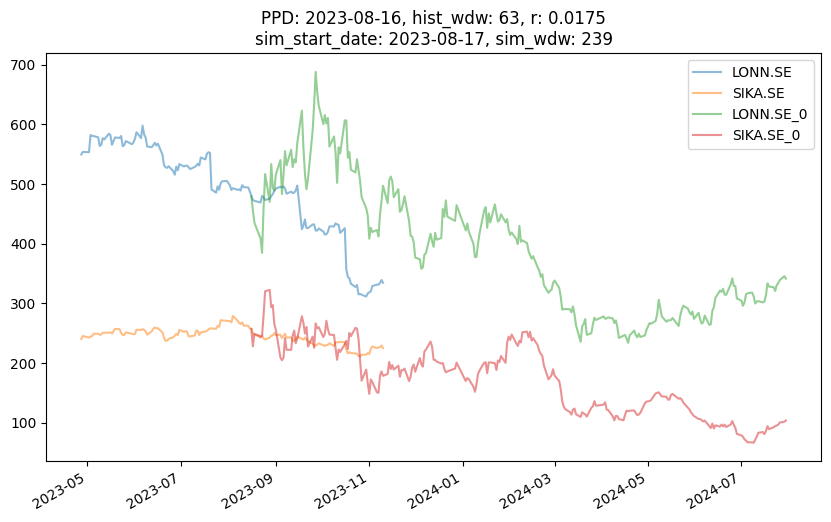 PPD: 2023-08-16, hist_wdw: 63, r: 0.0175
sim_start_date: 2023-08-17, sim_wdw: 239
700
600
500
400
300
200
100
LONN.SE
SIKA.SE
LONN.SE_0
SIKA.SE_0
2023-05
2023-07
2023-09
2023-11
2024-01
2024-03
2024-05
2024-07